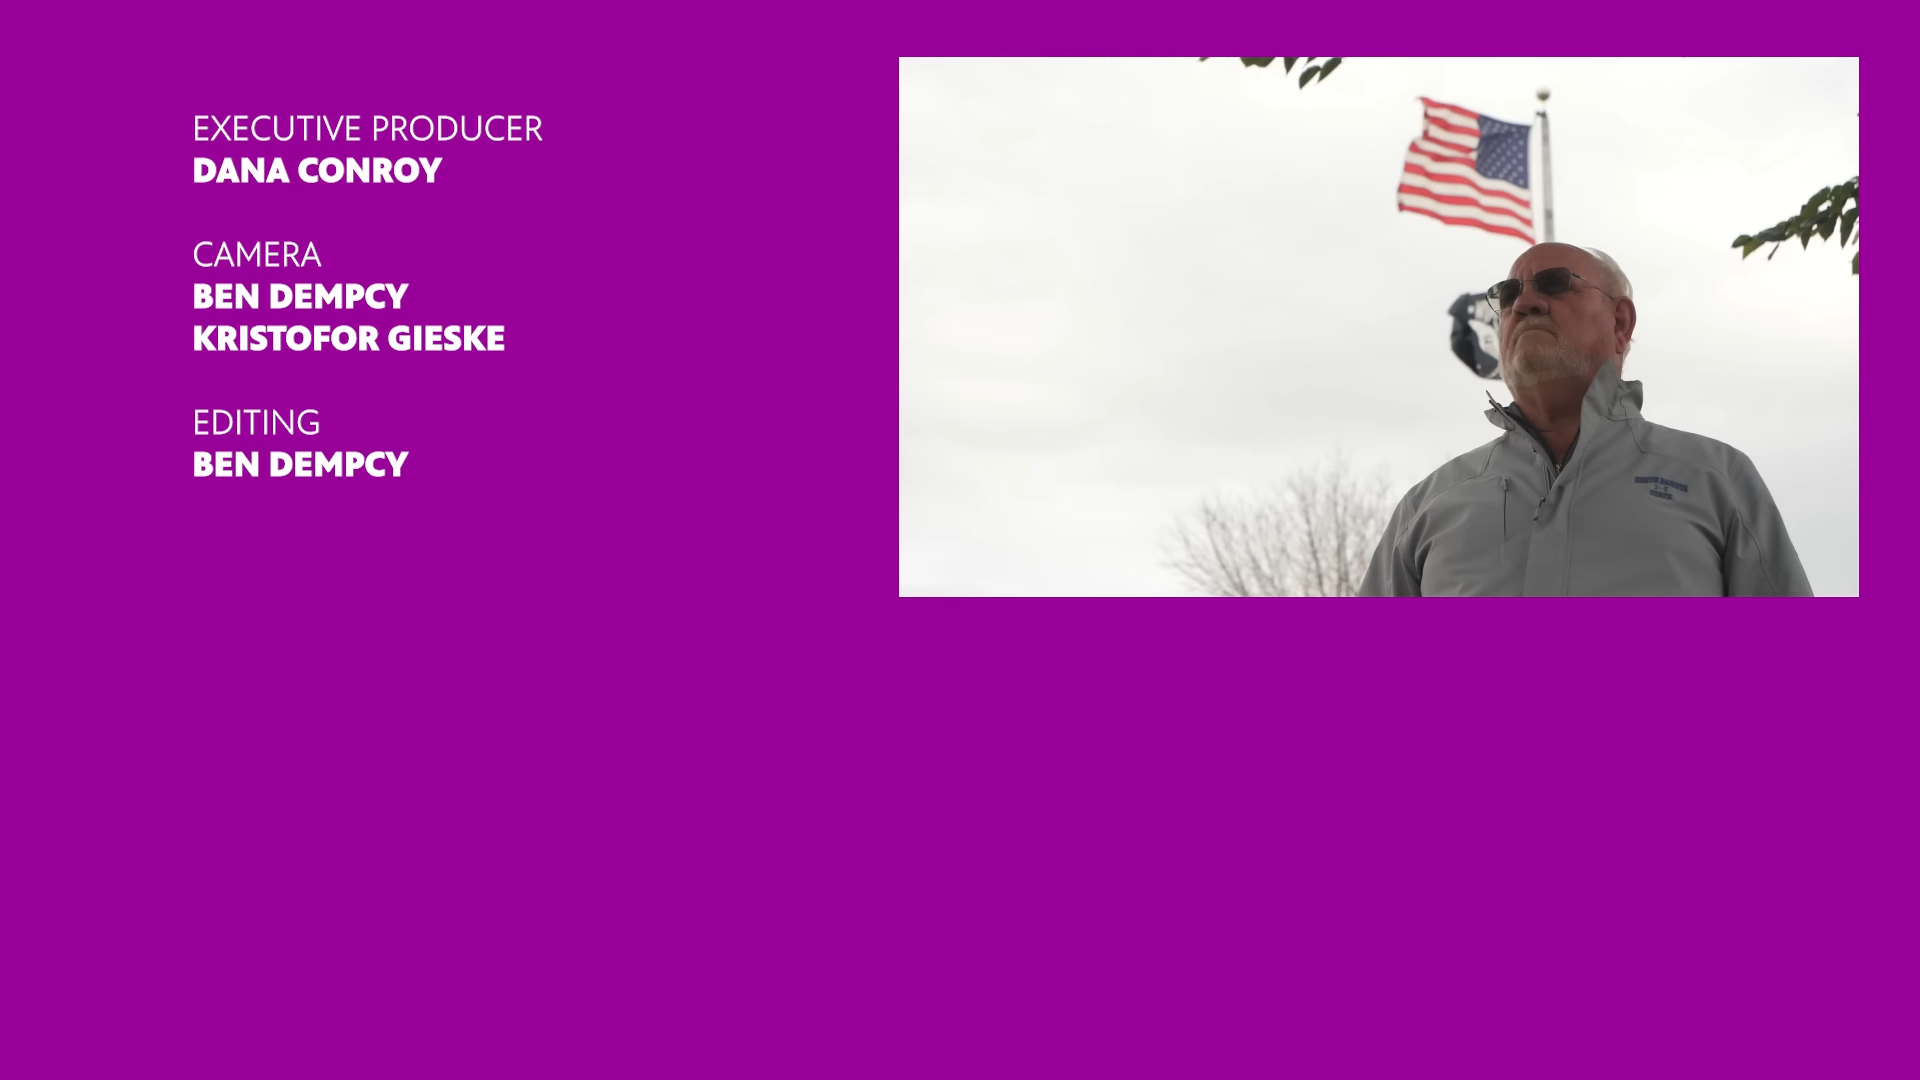 EXECUTIVE PRODUCER
DANA CONROY
CAMERA
BEN DEMPCY
KRISTOFOR GIESKE
EDITING
BEN DEMPCY